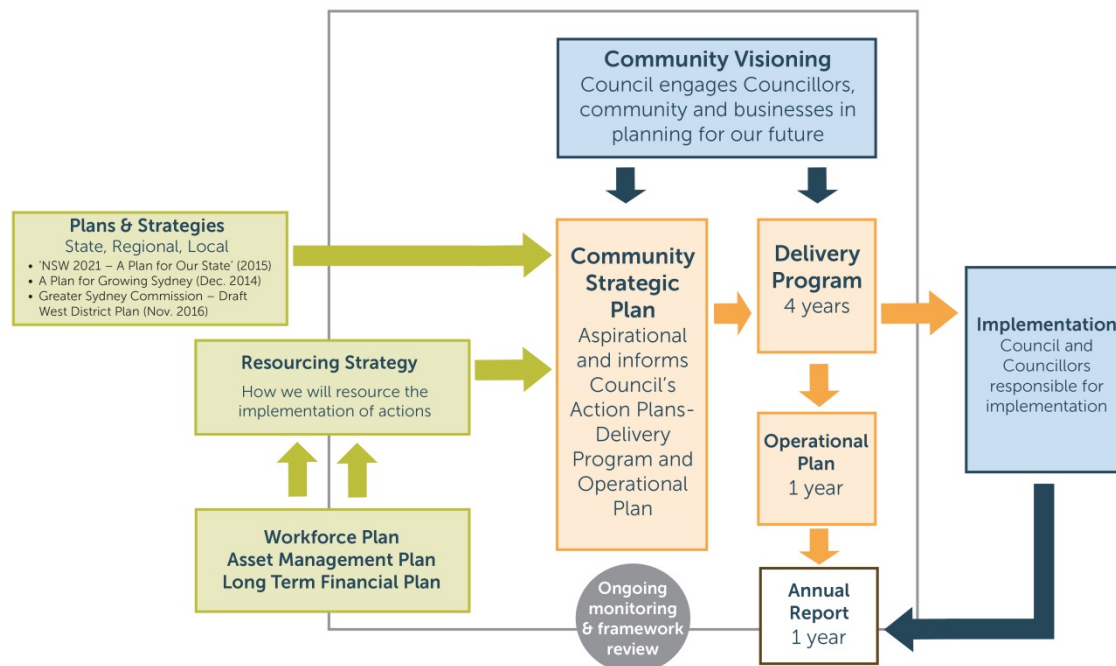 Community Visioning
Council engages Councillors,
community and businesses in
planning for our future
Plans & Strategies
State, Regional, Local
• ‘NSW 2021 – A Plan for Our State’ (2015)
• A Plan for Growing Sydney (Dec. 2014)
• Greater Sydney Commission – Draft
West District Plan (Nov. 2016)
Resourcing Strategy
How we will resource the
implementation of actions
Workforce Plan
Asset Management Plan
Long Term Financial Plan
Community
Strategic
Plan
Aspirational
and informs
Council’s
Action Plans-
Delivery
Program and
Operational
Plan
Delivery
Program
4 years
Operational
Plan
1 year
Annual
Report
1 year
Implementation
Council and
Councillors
responsible for
implementation
Ongoing
monitoring
& framework
review